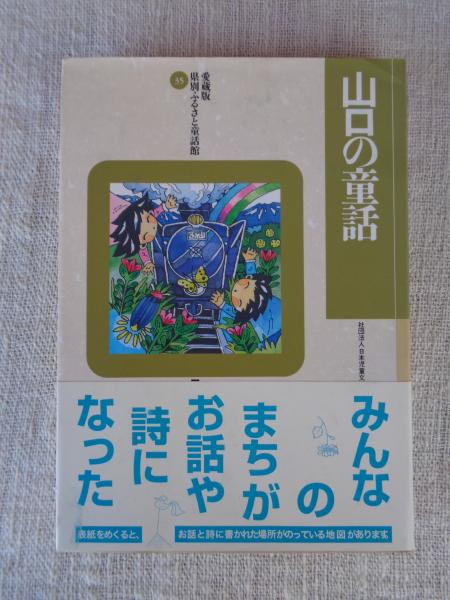 山口の童話
愛蔵版
県別ふるさと童話館
35
社団法人日本児童文
みんな
の
まちが
お話や
詩に
なった
表紙をめくると、
お話と詩に書かれた場所がのっている地図があります。